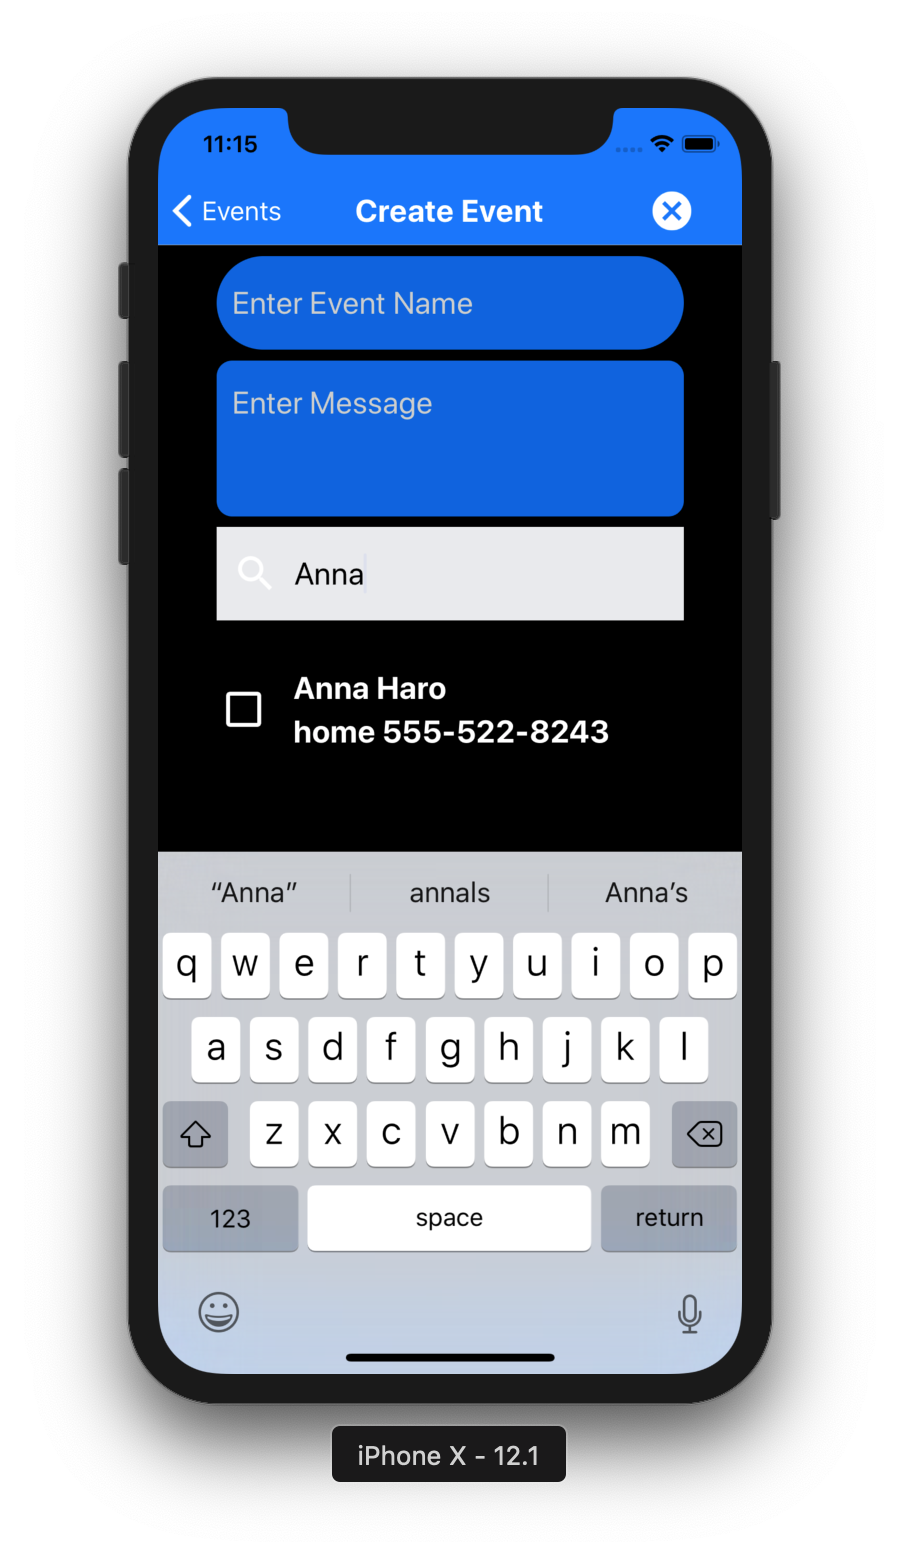 11:15
Events Create Event
Enter Event Name
Enter Message
Anna
Anna Haro
home 555-522-8243
“Anna” annals Anna’s
q w e r t y u i o p
a s d f g h j k l
z x c v b n m
123 space return
iPhone X - 12.1